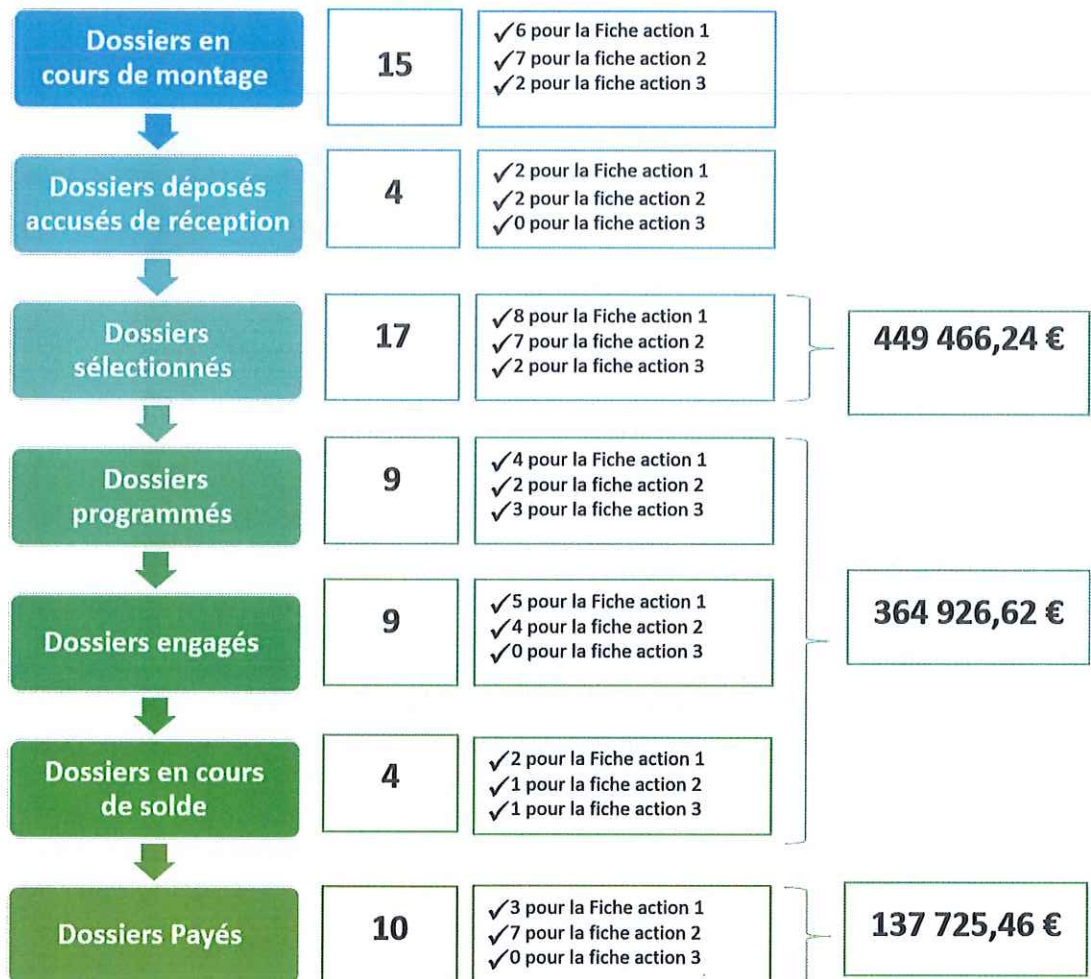 Dossiers en
cours de montage
15
✓6 pour la Fiche action 1
✓7 pour la fiche action 2
✓2 pour la fiche action 3
Dossiers déposés
accusés de réception
4
✓2 pour la Fiche action 1
✓2 pour la fiche action 2
✓0 pour la fiche action 3
Dossiers
sélectionnés
17
✓8 pour la Fiche action 1
✓7 pour la fiche action 2
✓2 pour la fiche action 3
449 466,24 €
Dossiers
programmés
9
✓4 pour la Fiche action 1
✓2 pour la fiche action 2
✓3 pour la fiche action 3
Dossiers engagés
9
✓5 pour la Fiche action 1
✓4 pour la fiche action 2
✓0 pour la fiche action 3
364 926,62 €
Dossiers en cours
de solde
4
✓2 pour la Fiche action 1
✓1 pour la fiche action 2
✓1 pour la fiche action 3
Dossiers Payés
10
✓3 pour la Fiche action 1
✓7 pour la fiche action 2
✓0 pour la fiche action 3
137 725,46 €